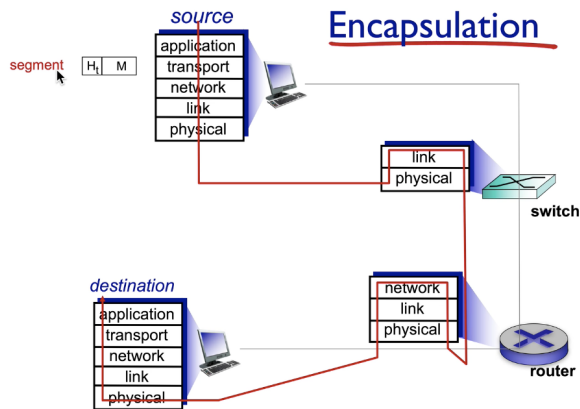 Encapsulation
source
application
transport
network
link
physical
segment
Ht M
link
physical
switch
destination
application
transport
network
link
physical
network
link
physical
router